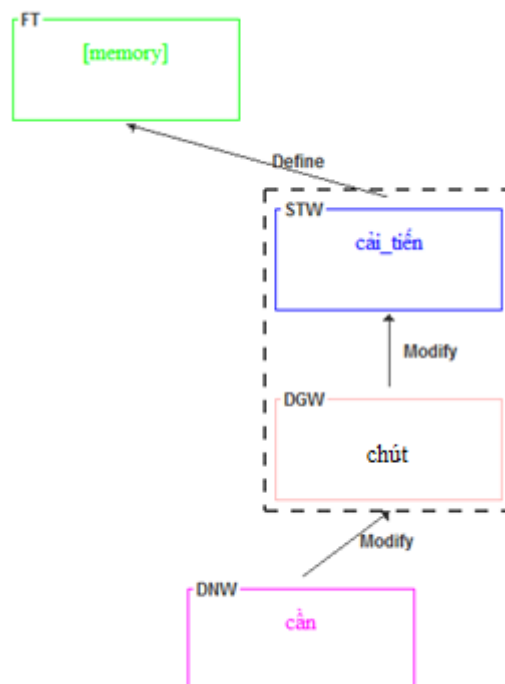 FT
[memory]
Define
STW
cải_tiến
Modify
DGW
chút
Modify
DNW
cần